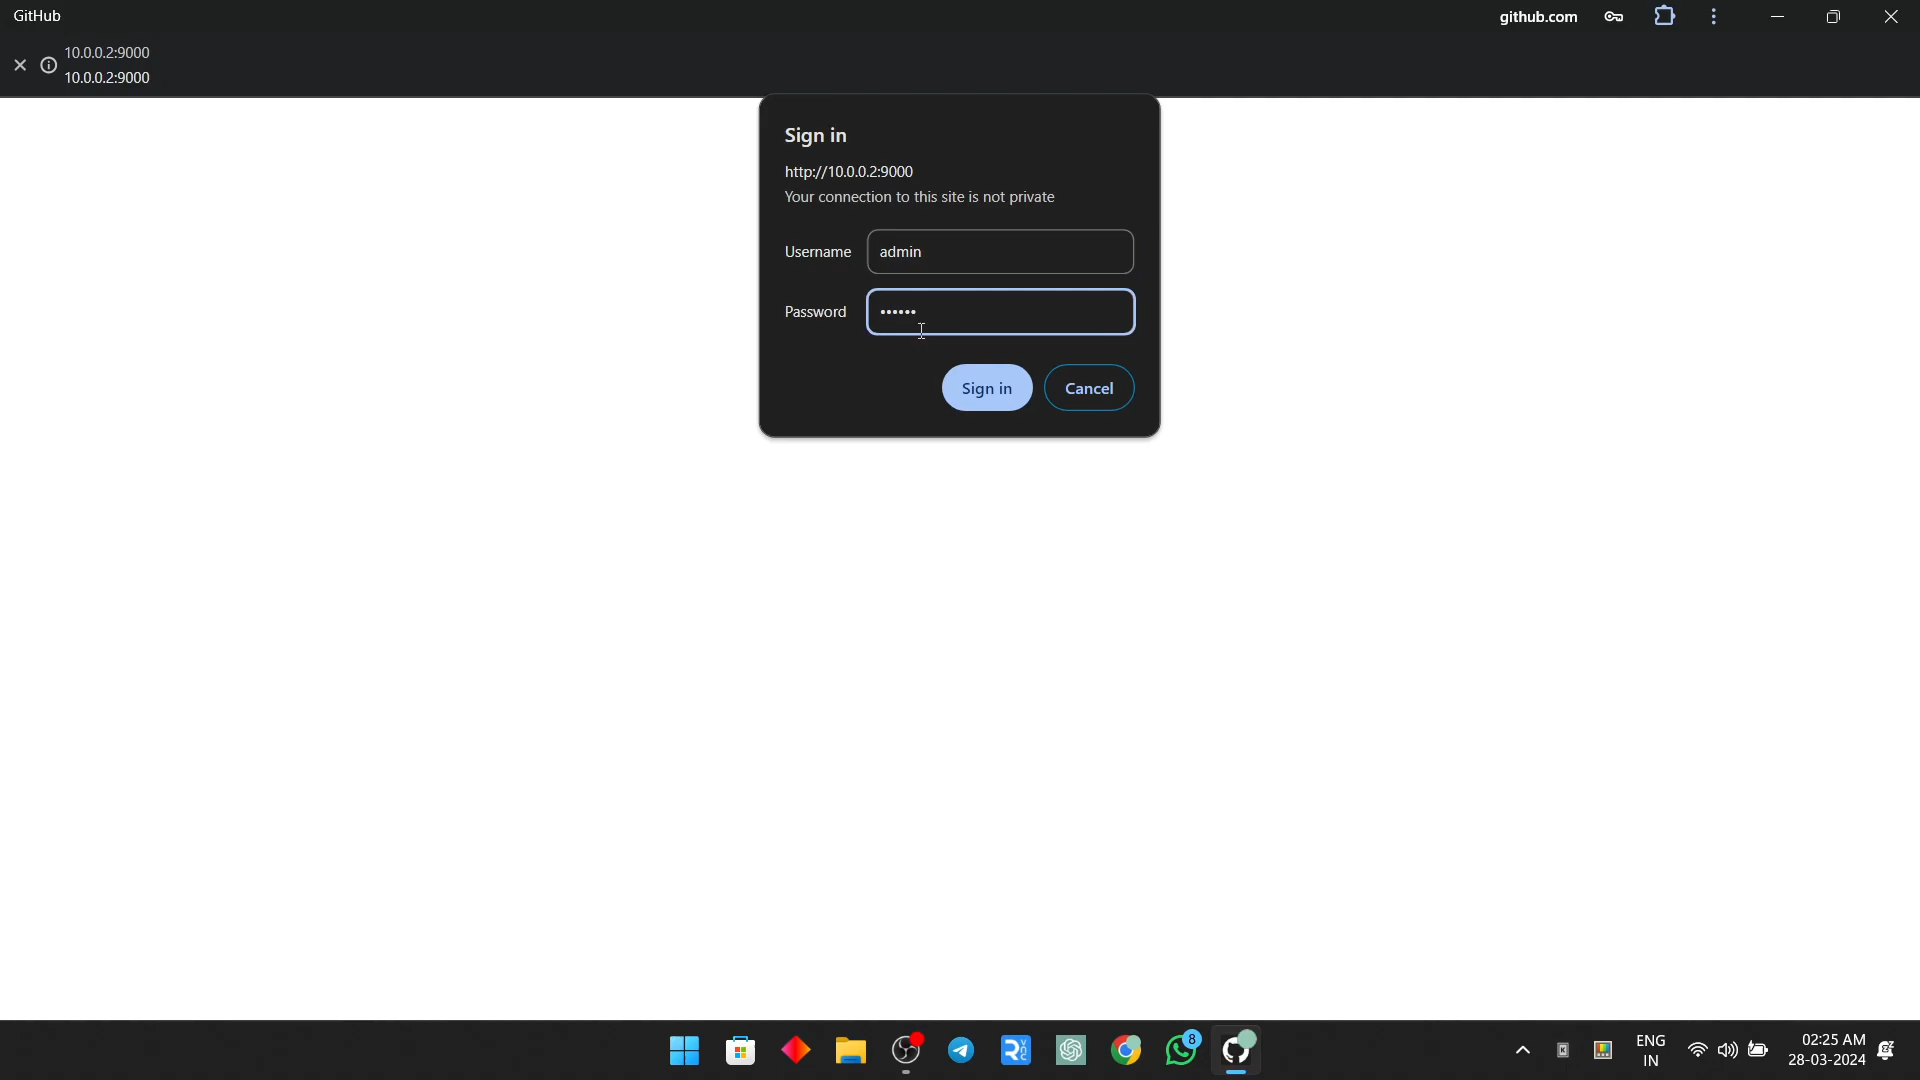 GitHub
github.com
10.0.0.2:9000
10.0.0.2:9000
Sign in
http://10.0.0.2:9000
Your connection to this site is not private
Username
admin
Password
••••••
Sign in
Cancel
8
ENG
IN
02:25 AM
28-03-2024